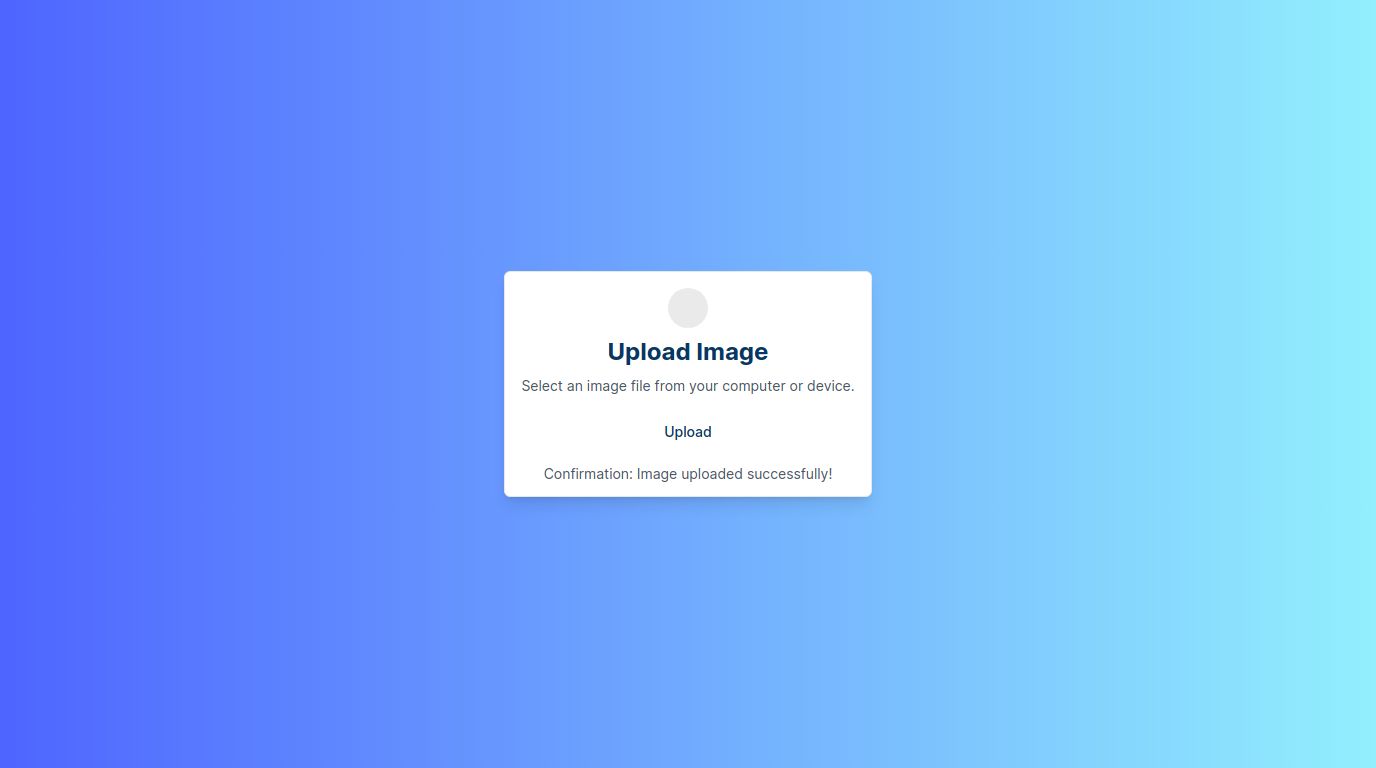 Upload Image
Select an image file from your computer or device.
Upload
Confirmation: Image uploaded successfully!